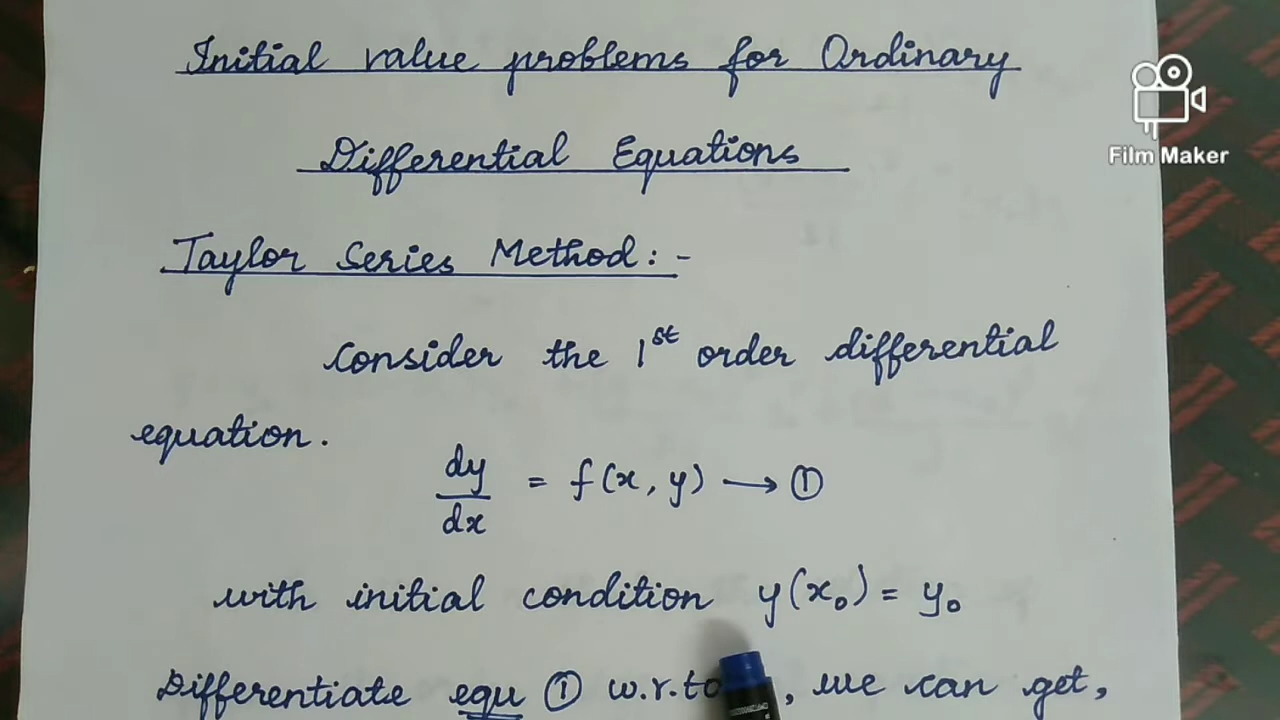 Initial value problems for Ordinary
Differential Equations
Taylor Series Method: -
Consider the 1st order differential
equation.
dy/dx = f(x, y) → ①
with initial condition y(x₀) = y₀
Differentiate equ ① w.r.to , we can get,
Film Maker